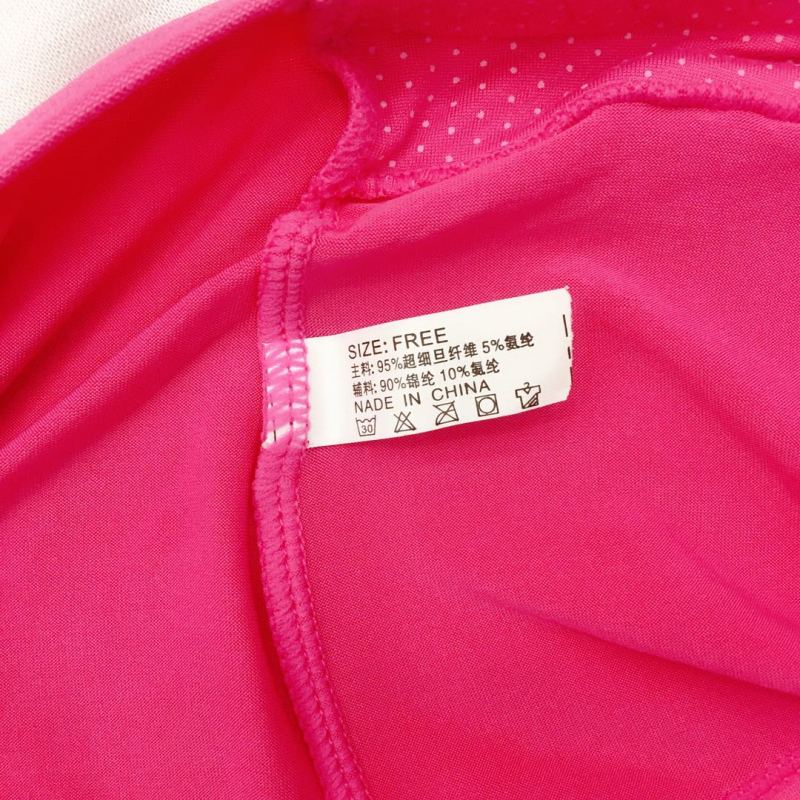 SIZE: FREE
主料: 95%超细旦纤维 5%氨纶
辅料: 90%锦纶 10%氨纶
NADE IN CHINA
30